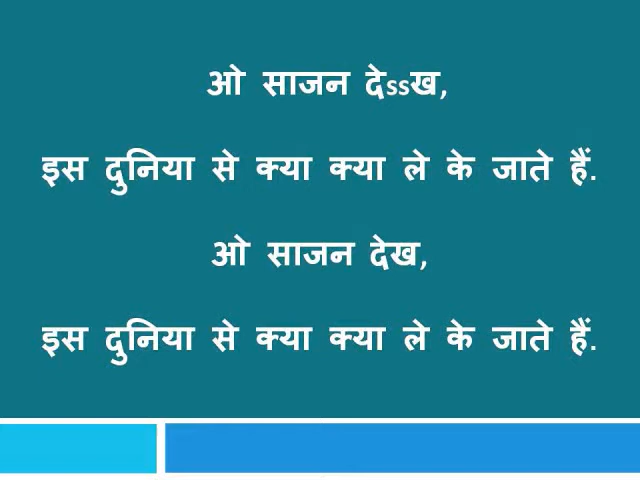 ओ साजन देssख,
इस दुनिया से क्या क्या ले के जाते हैं.
ओ साजन देख,
इस दुनिया से क्या क्या ले के जाते हैं.